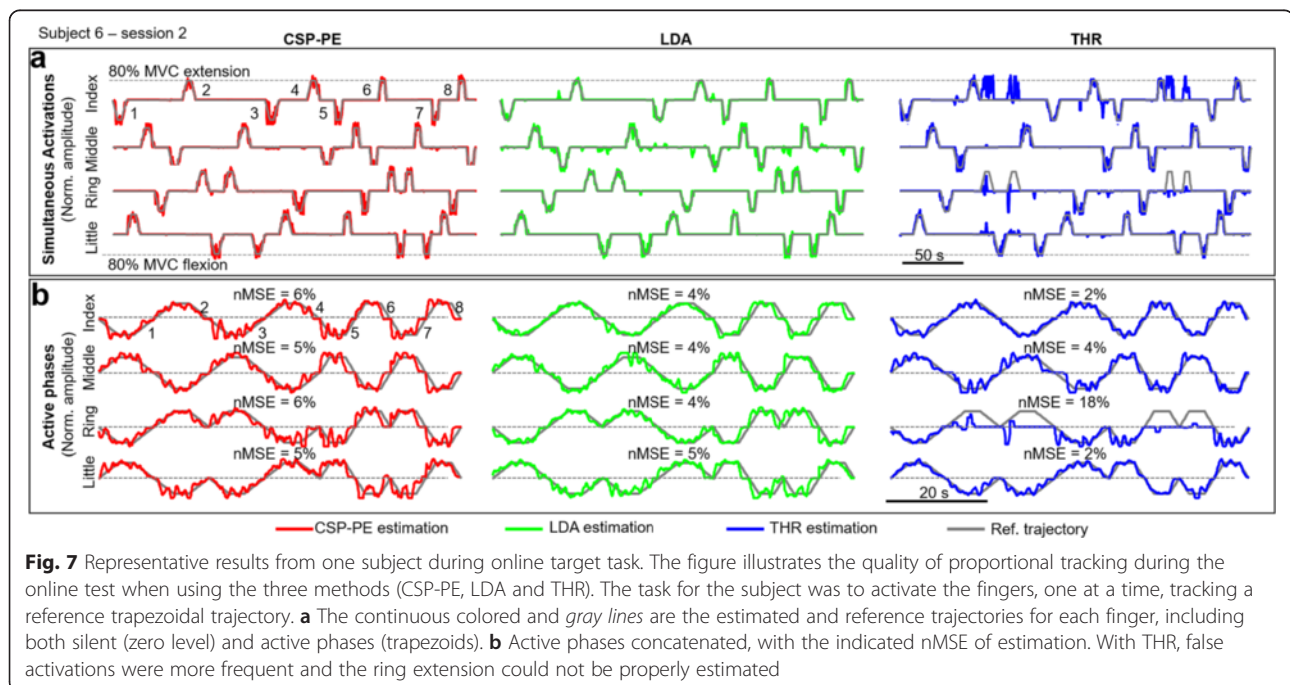 Subject 6 – session 2
CSP-PE LDA THR
a
Simultaneous Activations
(Norm. amplitude)
80% MVC extension
Index
1 2 3 4 5 6 7 8
Middle
Ring
Little
80% MVC flexion
50 s
b
Active phases
(Norm. amplitude)
nMSE = 6% nMSE = 4% nMSE = 2%
Index
1 2 3 4 5 6 7 8
nMSE = 5% nMSE = 4% nMSE = 4%
Middle
nMSE = 6% nMSE = 4% nMSE = 18%
Ring
nMSE = 5% nMSE = 5% nMSE = 2%
Little
20 s
CSP-PE estimation LDA estimation THR estimation Ref. trajectory
Fig. 7 Representative results from one subject during online target task. The figure illustrates the quality of proportional tracking during the
online test when using the three methods (CSP-PE, LDA and THR). The task for the subject was to activate the fingers, one at a time, tracking a
reference trapezoidal trajectory. a The continuous colored and gray lines are the estimated and reference trajectories for each finger, including
both silent (zero level) and active phases (trapezoids). b Active phases concatenated, with the indicated nMSE of estimation. With THR, false
activations were more frequent and the ring extension could not be properly estimated